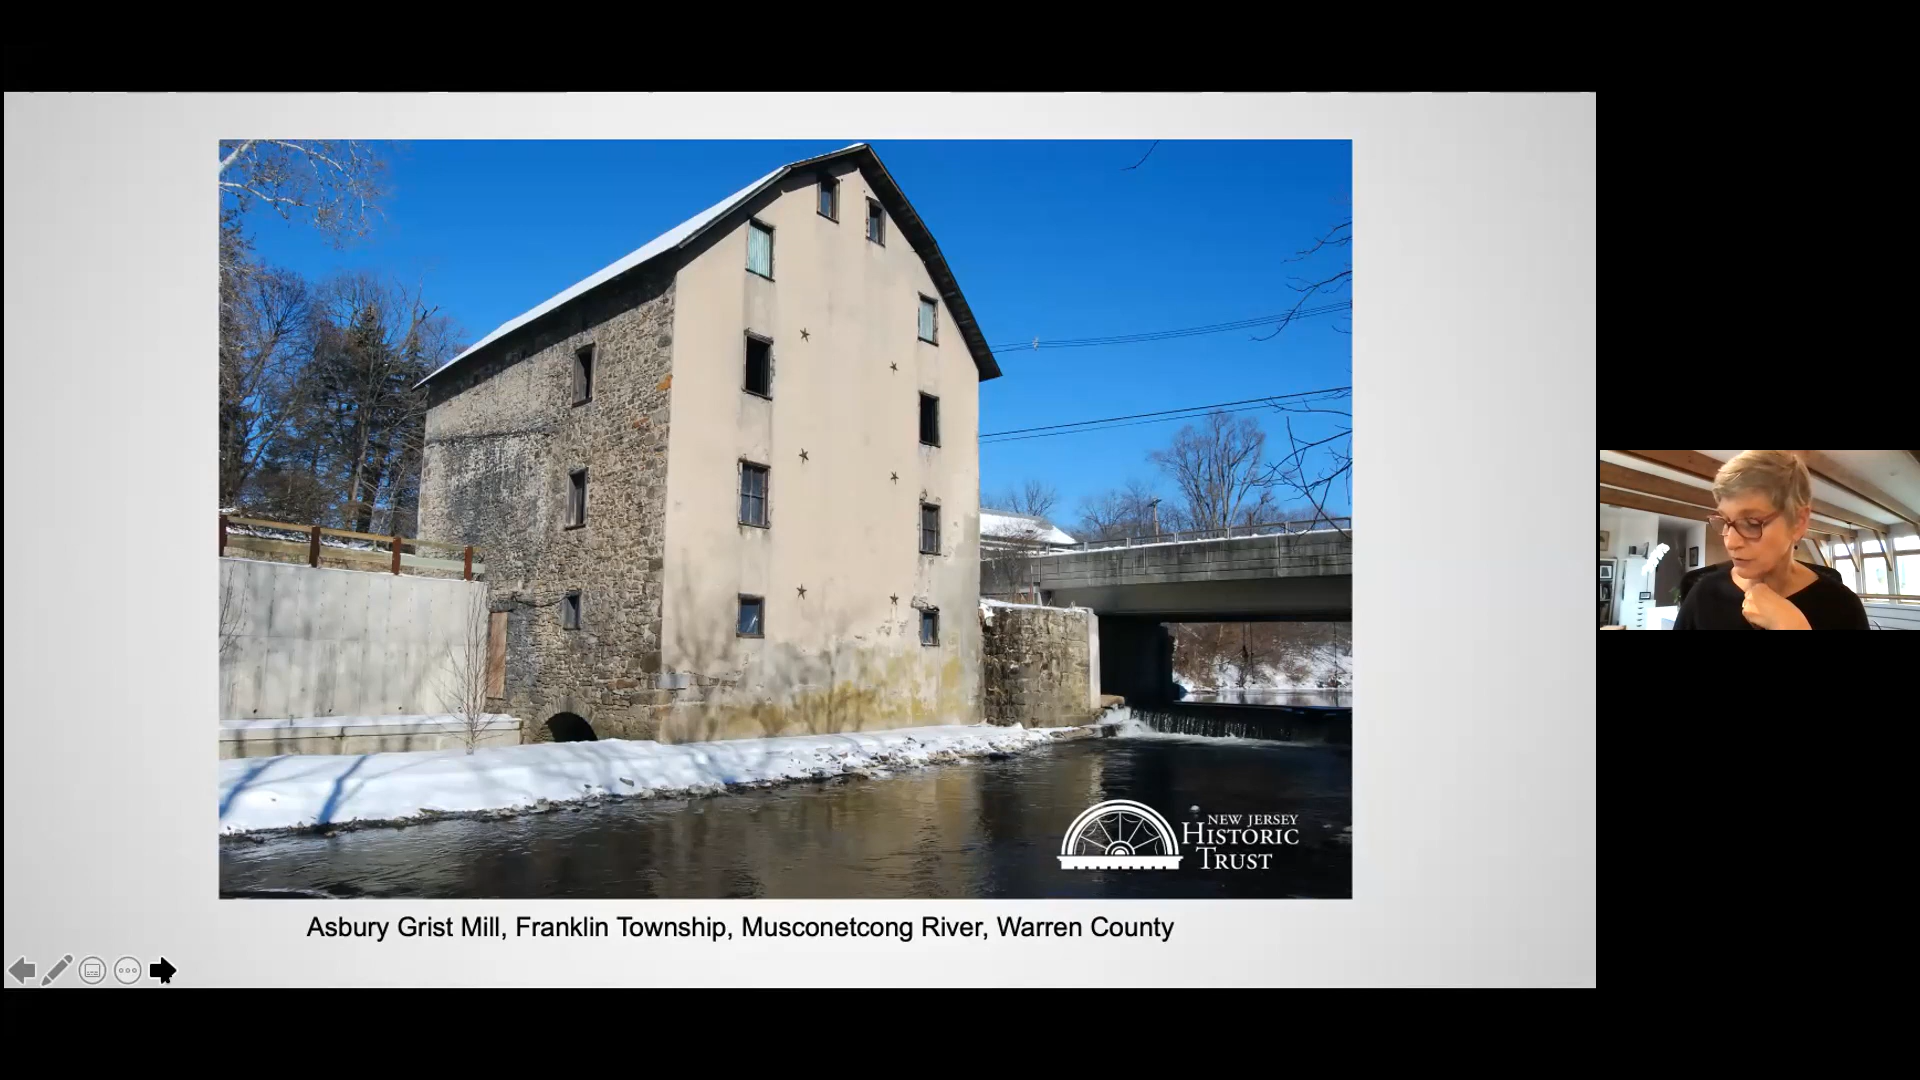 NEW JERSEY
HISTORIC
TRUST
Asbury Grist Mill, Franklin Township, Musconetcong River, Warren County